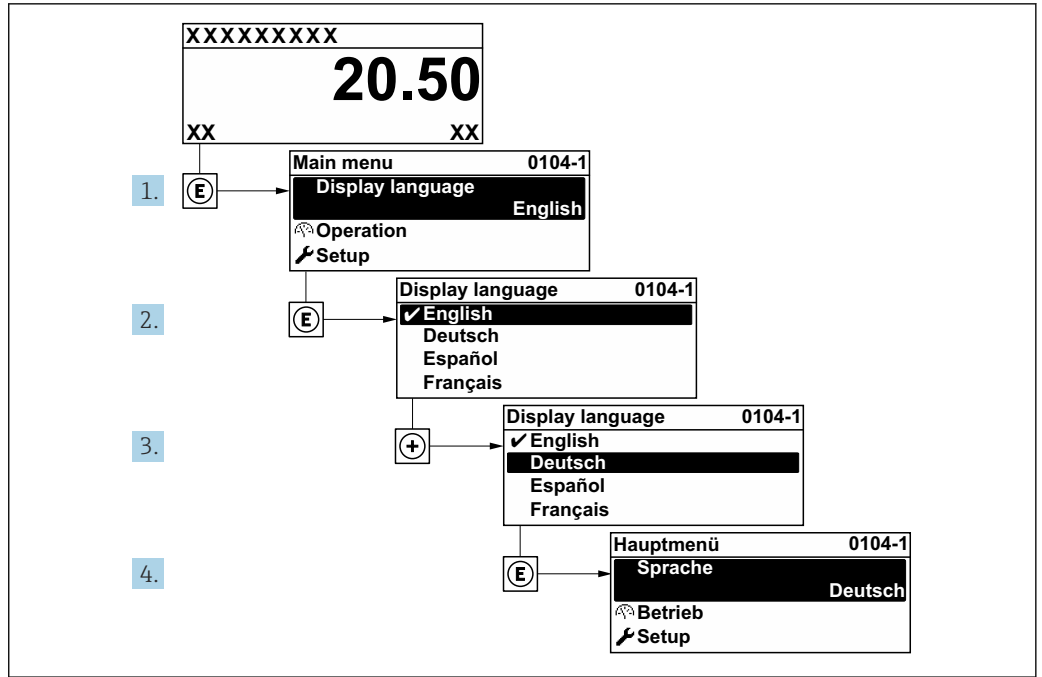 XXXXXXXXX
20.50
XX XX
1. E
Main menu 0104-1
Display language
English
Operation
Setup
2. E
Display language 0104-1
✔English
Deutsch
Español
Français
3. +
Display language 0104-1
✔English
Deutsch
Español
Français
4. E
Hauptmenü 0104-1
Sprache
Deutsch
Betrieb
Setup